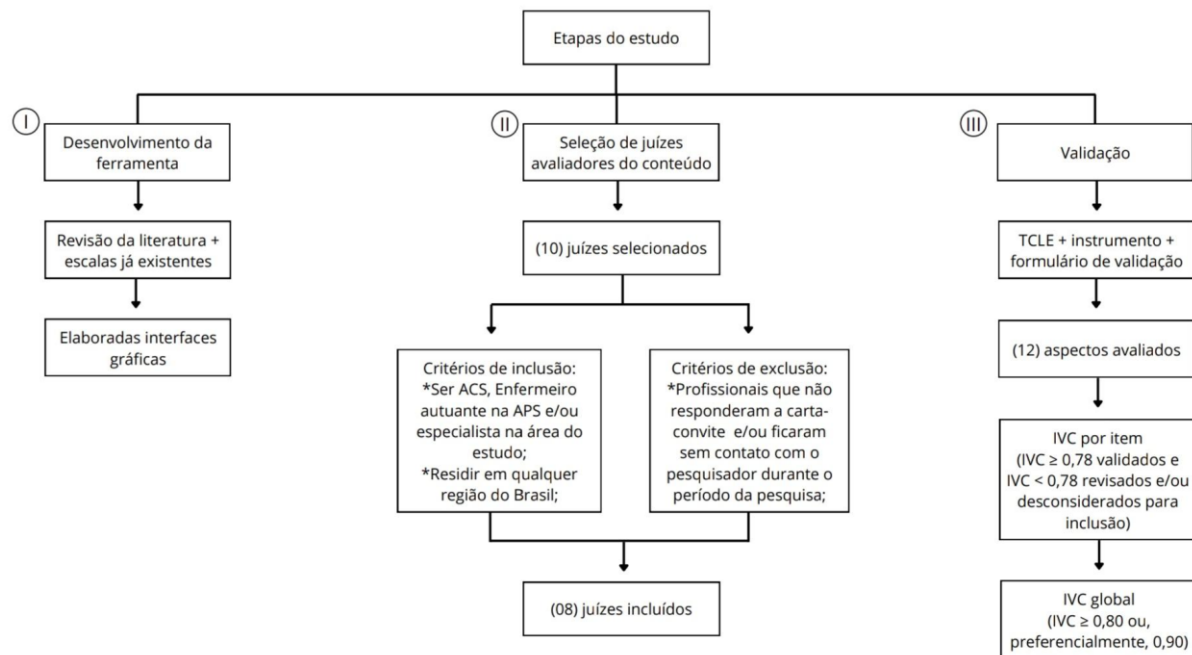 Etapas do estudo
I
Desenvolvimento da
ferramenta
Revisão da literatura +
escalas já existentes
Elaboradas interfaces
gráficas
II
Seleção de juízes
avaliadores do conteúdo
(10) juízes selecionados
Critérios de inclusão:
*Ser ACS, Enfermeiro
autuante na APS e/ou
especialista na área do
estudo;
*Residir em qualquer
região do Brasil;
Critérios de exclusão:
*Profissionais que não
responderam a carta-
convite e/ou ficaram
sem contato com o
pesquisador durante o
período da pesquisa;
(08) juízes incluídos
III
Validação
TCLE + instrumento +
formulário de validação
(12) aspectos avaliados
IVC por item
(IVC ≥ 0,78 validados e
IVC < 0,78 revisados e/ou
desconsiderados para
inclusão)
IVC global
(IVC ≥ 0,80 ou,
preferencialmente, 0,90)